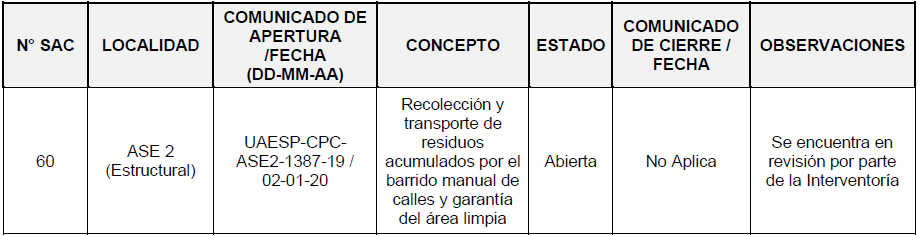 N° SAC
LOCALIDAD
COMUNICADO DE
APERTURA
/FECHA
(DD-MM-AA)
CONCEPTO
ESTADO
COMUNICADO
DE CIERRE /
FECHA
OBSERVACIONES
60
ASE 2
(Estructural)
UAESP-CPC-
ASE2-1387-19 /
02-01-20
Recolección y
transporte de
residuos
acumulados por el
barrido manual de
calles y garantía
del área limpia
Abierta
No Aplica
Se encuentra en
revisión por parte
de la Interventoría